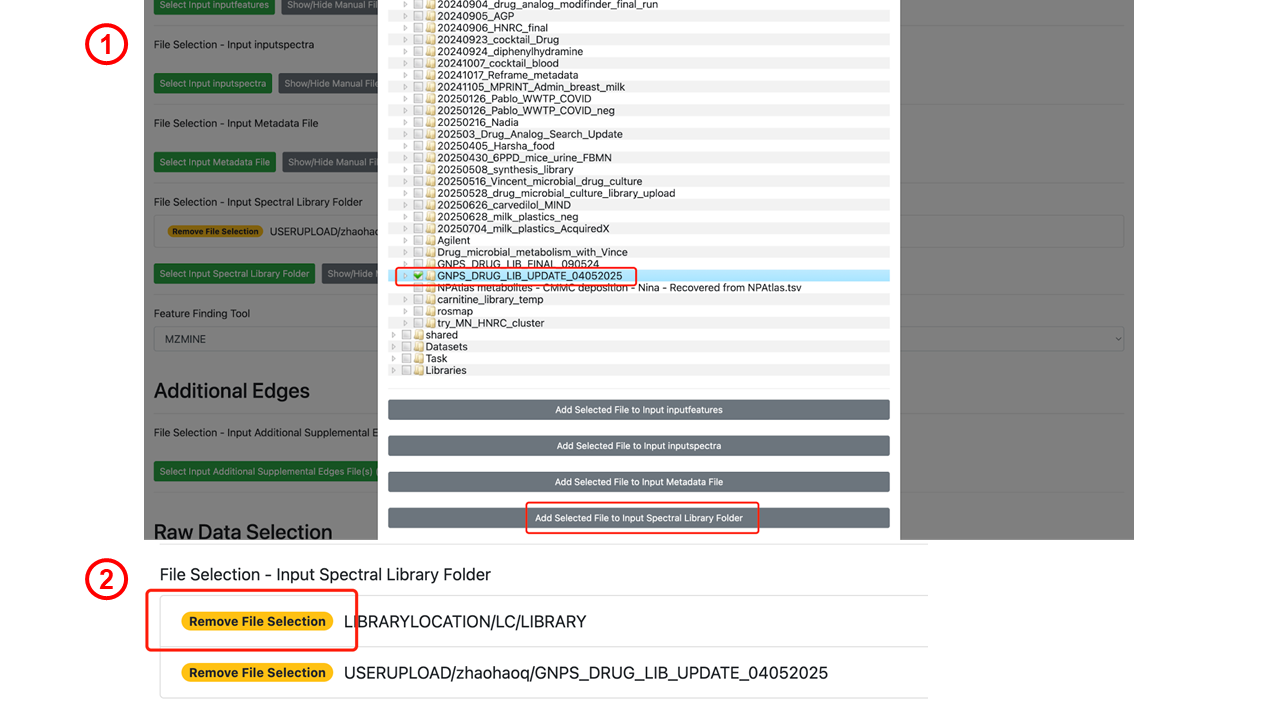 1
Select Input inputfeatures
Show/Hide Manual File
File Selection - Input inputspectra
Select Input inputspectra
Show/Hide Manual File
File Selection - Input Metadata File
Select Input Metadata File
Show/Hide Manual Fil
File Selection - Input Spectral Library Folder
Remove File Selection
USERUPLOAD/zhaohao
Select Input Spectral Library Folder
Show/Hide M
Feature Finding Tool
MZMINE
Additional Edges
File Selection - Input Additional Supplemental E
Select Input Additional Supplemental Edges File(s)
Raw Data Selection
20240904_drug_analog_modifinder_final_run
20240905_AGP
20240906_HNRC_final
20240923_cocktail_Drug
20240924_diphenylhydramine
20241007_cocktail_blood
20241017_Reframe_metadata
20241105_MPRINT_Admin_breast_milk
20250126_Pablo_WWTP_COVID
20250126_Pablo_WWTP_COVID_neg
20250216_Nadia
202503_Drug_Analog_Search_Update
20250405_Harsha_food
20250430_6PPD_mice_urine_FBMN
20250508_synthesis_library
20250516_Vincent_microbial_drug_culture
20250528_drug_microbial_culture_library_upload
20250626_carvedilol_MIND
20250628_milk_plastics_neg
20250704_milk_plastics_AcquiredX
Agilent
Drug_microbial_metabolism_with_Vince
GNPS_DRUG_LIB_FINAL_090524
GNPS_DRUG_LIB_UPDATE_04052025
NPAtlas metabolites - CMMC deposition - Nina - Recovered from NPAtlas.tsv
carnitine_library_temp
rosmap
try_MN_HNRC_cluster
shared
Datasets
Task
Libraries
Add Selected File to Input inputfeatures
Add Selected File to Input inputspectra
Add Selected File to Input Metadata File
Add Selected File to Input Spectral Library Folder
2
File Selection - Input Spectral Library Folder
Remove File Selection LIBRARYLOCATION/LC/LIBRARY
Remove File Selection USERUPLOAD/zhaohaoq/GNPS_DRUG_LIB_UPDATE_04052025